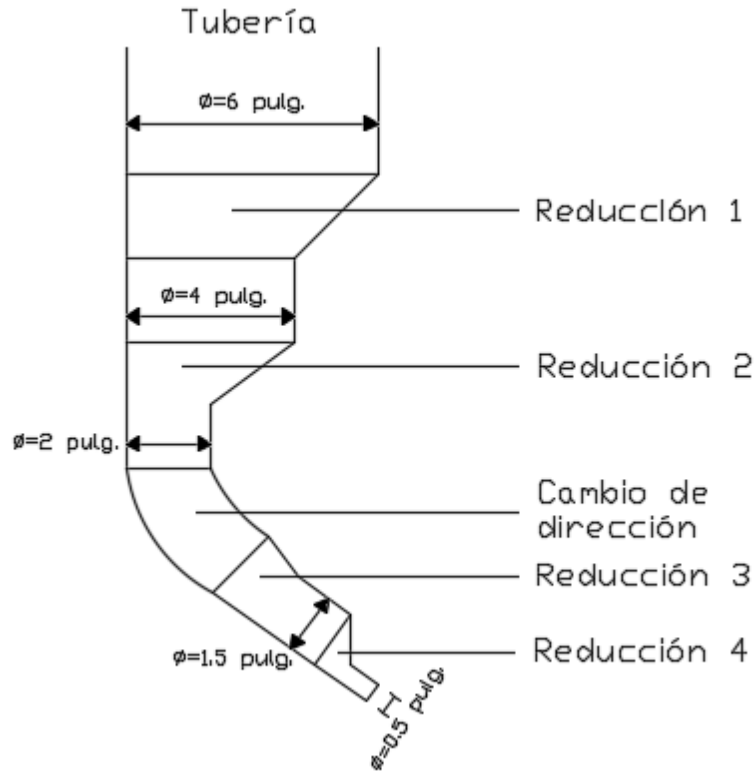 Tubería
Ø=6 pulg.
Reducción 1
Ø=4 pulg.
Reducción 2
Ø=2 pulg.
Cambio de
dirección
Reducción 3
Ø=1.5 pulg.
Reducción 4
Ø=0.5 pulg.